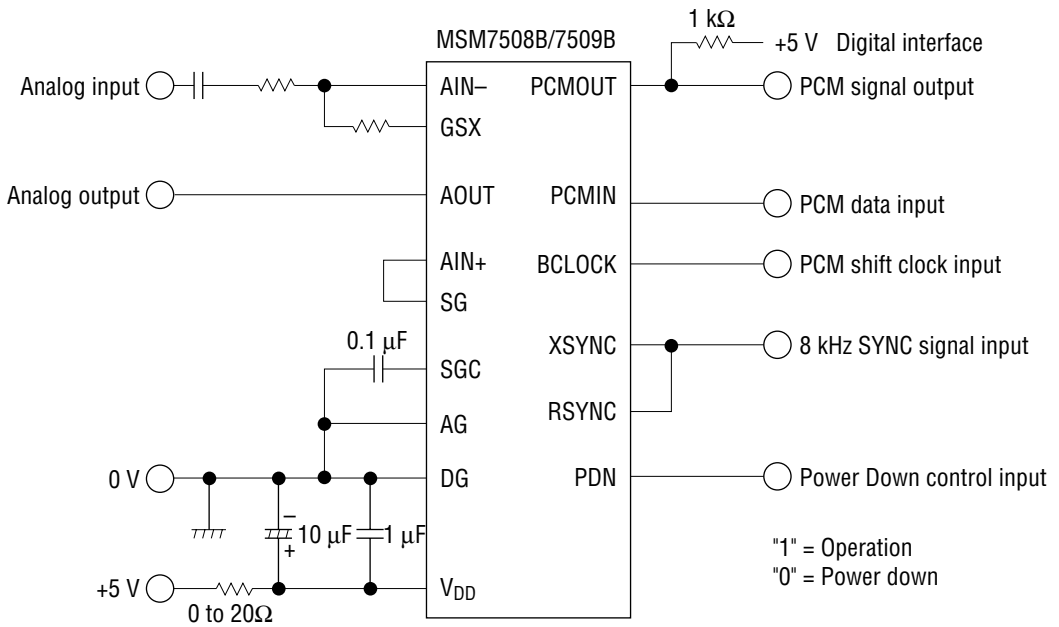 1 kΩ
MSM7508B/7509B
+5 V Digital interface
Analog input
AIN–
PCMOUT
PCM signal output
GSX
Analog output
AOUT
PCMIN
PCM data input
AIN+
BCLOCK
PCM shift clock input
SG
0.1 μF
XSYNC
8 kHz SYNC signal input
SGC
RSYNC
AG
0 V
DG
PDN
Power Down control input
–
10 μF
1 μF
+
"1" = Operation
"0" = Power down
+5 V
VDD
0 to 20Ω